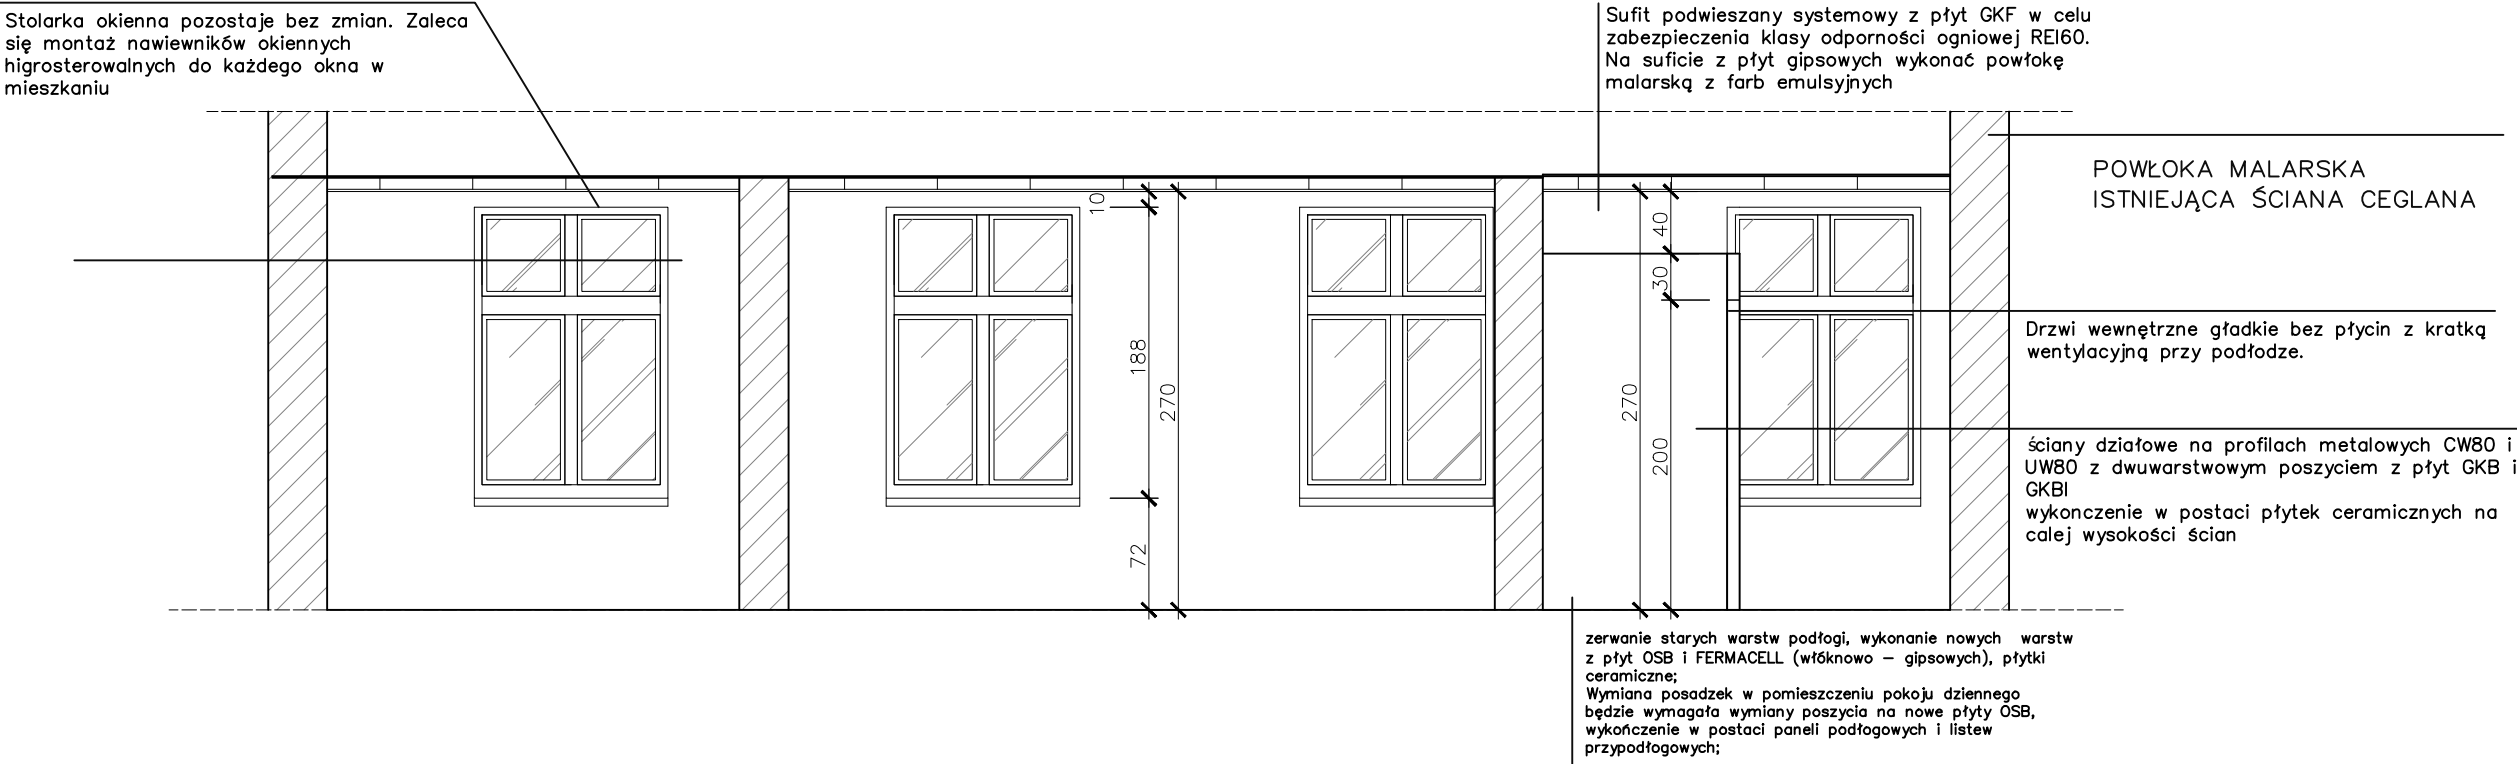 Stolarka okienna pozostaje bez zmian. Zaleca
się montaż nawiewników okiennych
higrosterowalnych do każdego okna w
mieszkaniu
Sufit podwieszany systemowy z płyt GKF w celu
zabezpieczenia klasy odporności ogniowej REI60.
Na suficie z płyt gipsowych wykonać powłokę
malarską z farb emulsyjnych
POWŁOKA MALARSKA
ISTNIEJĄCA ŚCIANA CEGLANA
10
188
270
72
40
30
270
200
Drzwi wewnętrzne gładkie bez płycin z kratką
wentylacyjną przy podłodze.
ściany działowe na profilach metalowych CW80 i
UW80 z dwuwarstwowym poszyciem z płyt GKB i
GKBI
wykonczenie w postaci płytek ceramicznych na
calej wysokości ścian
zerwanie starych warstw podłogi, wykonanie nowych warstw
z płyt OSB i FERMACELL (włóknowo – gipsowych), płytki
ceramiczne;
Wymiana posadzek w pomieszczeniu pokoju dziennego
będzie wymagała wymiany poszycia na nowe płyty OSB,
wykończenie w postaci paneli podłogowych i listew
przypodłogowych;